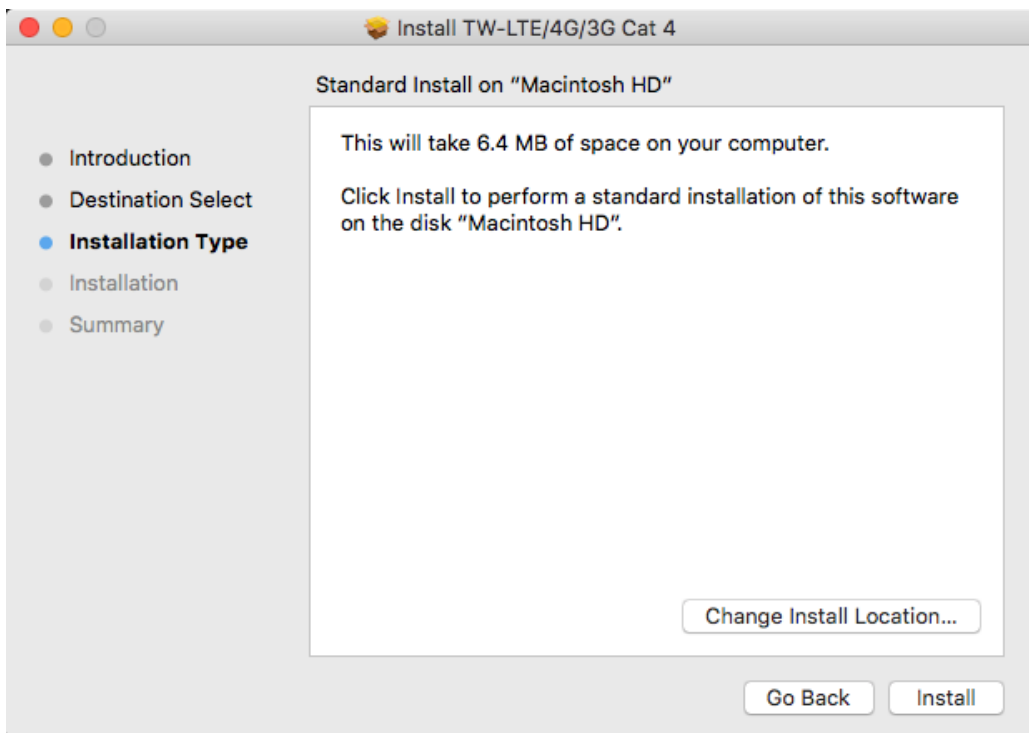 Install TW-LTE/4G/3G Cat 4
Standard Install on “Macintosh HD”
Introduction
Destination Select
Installation Type
Installation
Summary
This will take 6.4 MB of space on your computer.
Click Install to perform a standard installation of this software
on the disk “Macintosh HD”.
Change Install Location...
Go Back
Install